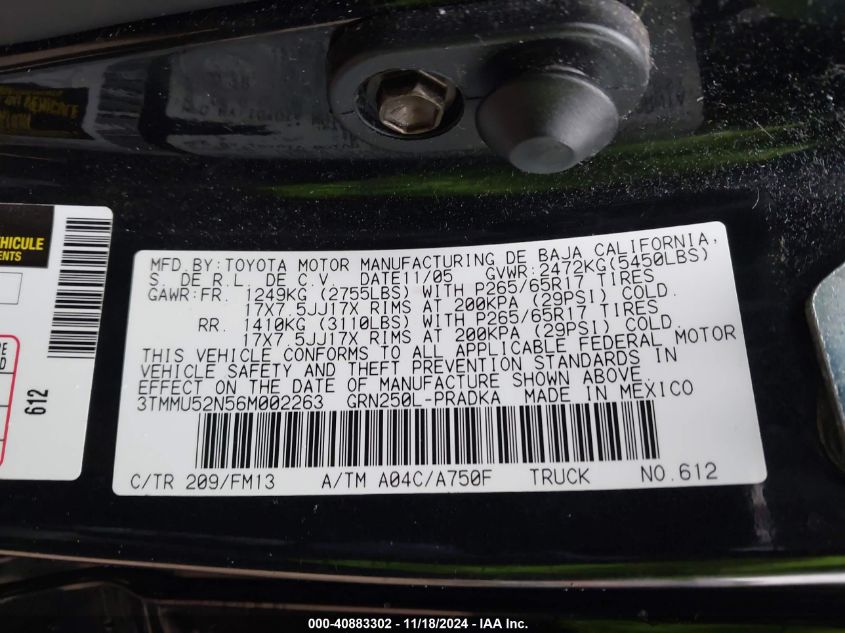 HICULE
ENTS
612
MFD.BY:TOYOTA MOTOR MANUFACTURING DE BAJA CALIFORNIA,
S. DE R.L. DE C.V. DATE11/05 GVWR:2472KG(5450LBS)
GAWR:FR. 1249KG (2755LBS) WITH P265/65R17 TIRES
17X7.5JJ17X RIMS AT 200KPA (29PSI) COLD.
RR. 1410KG (3110LBS) WITH P265/65R17 TIRES
17X7.5JJ17X RIMS AT 200KPA (29PSI) COLD.
THIS VEHICLE CONFORMS TO ALL APPLICABLE FEDERAL MOTOR
VEHICLE SAFETY AND THEFT PREVENTION STANDARDS IN
EFFECT ON THE DATE OF MANUFACTURE SHOWN ABOVE.
3TMMU52N56M002263 GRN250L-PRADKA MADE IN MEXICO
C/TR 209/FM13 A/TM A04C/A750F TRUCK NO.612
000-40883302 - 11/18/2024 - IAA Inc.